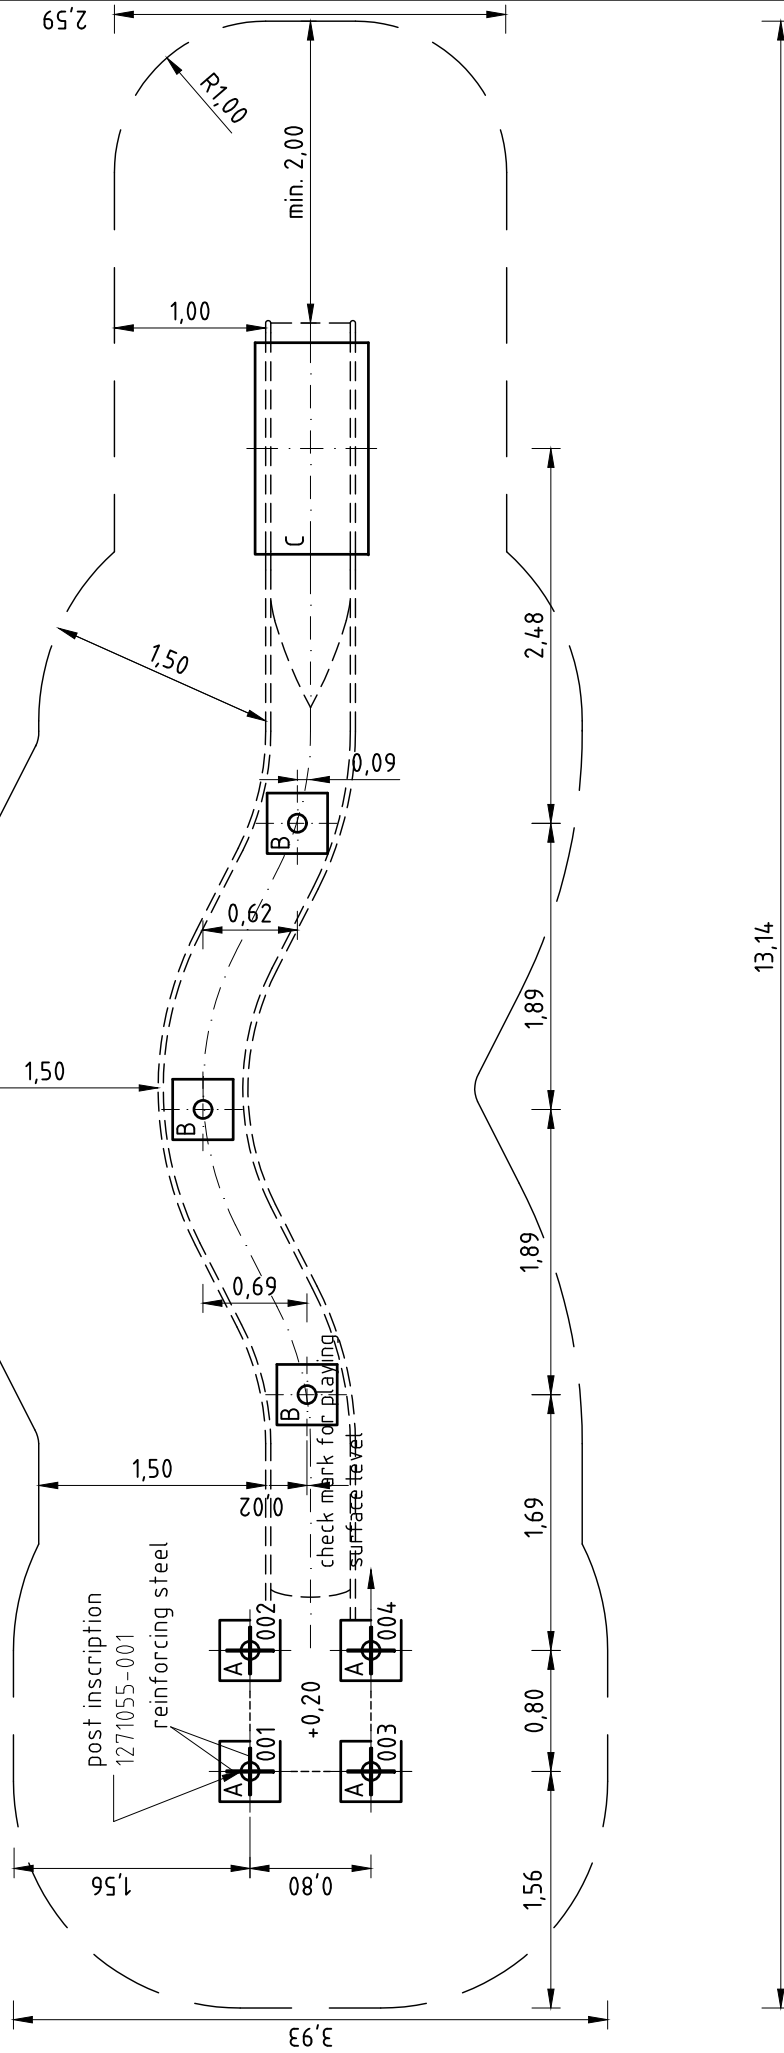 2,59
R1,00
min. 2,00
1,00
C
1,50
2,48
0,09
B
0,62
13,14
1,89
1,50
B
1,89
0,69
B
check mark for playing
surface level
1,50
0,02
1,69
post inscription
1271055-001
reinforcing steel
A
002
A
004
+0,20
0,80
A
001
A
003
1,56
0,80
1,56
3,93